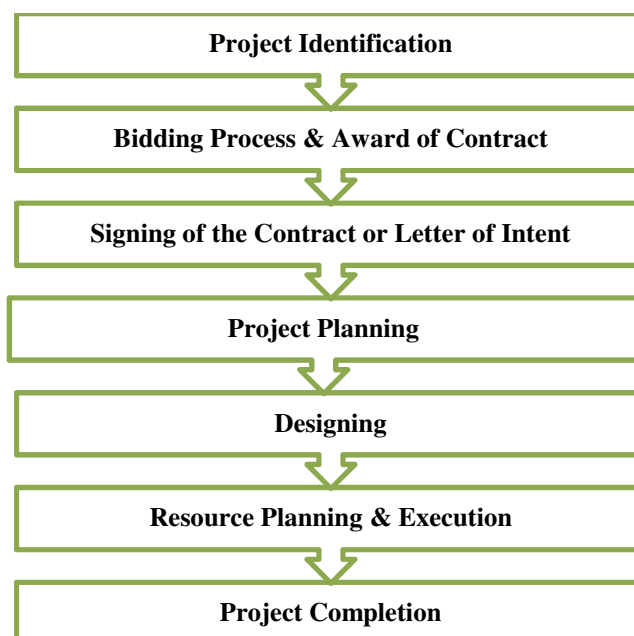 Project Identification
Bidding Process & Award of Contract
Signing of the Contract or Letter of Intent
Project Planning
Designing
Resource Planning & Execution
Project Completion